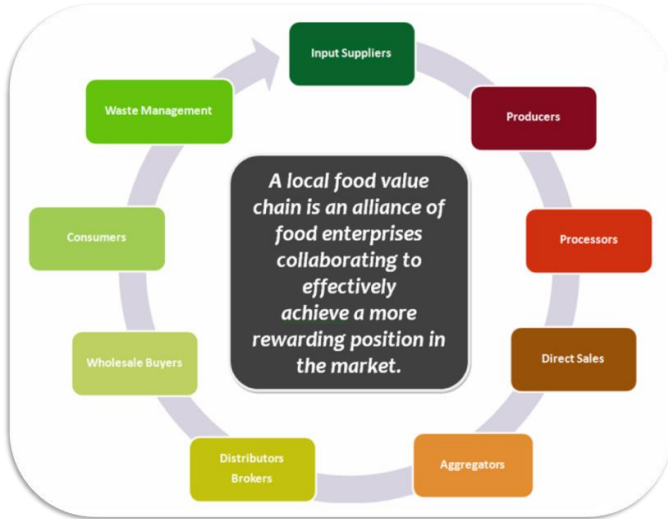 Input Suppliers
Producers
Processors
Direct Sales
Aggregators
Distributors
Brokers
Wholesale Buyers
Consumers
Waste Management
A local food value
chain is an alliance of
food enterprises
collaborating to
effectively
achieve a more
rewarding position in
the market.